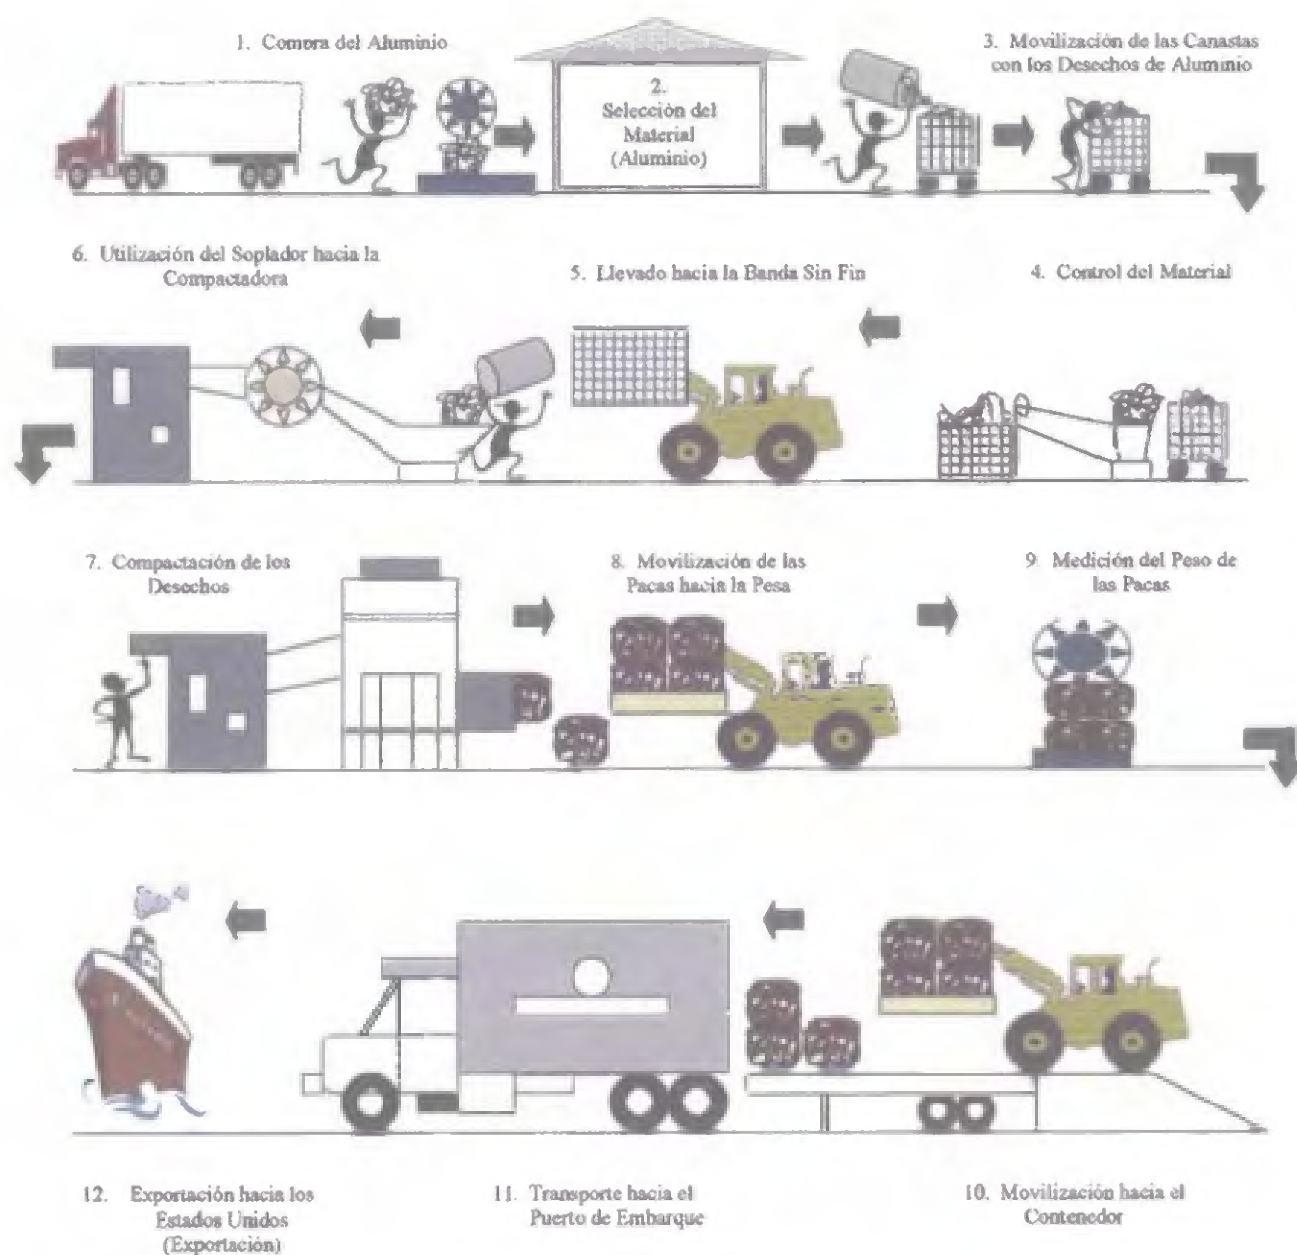 1. Compra del Aluminio
2.
Selección del
Material
(Aluminio)
3. Movilización de las Canastas
con los Desechos de Aluminio
4. Control del Material
5. Llevado hacia la Banda Sin Fin
6. Utilización del Soplador hacia la
Compactadora
7. Compactación de los
Desechos
8. Movilización de las
Pacas hacia la Pesa
9. Medición del Peso de
las Pacas
10. Movilización hacia el
Contenedor
11. Transporte hacia el
Puerto de Embarque
12. Exportación hacia los
Estados Unidos
(Exportación)